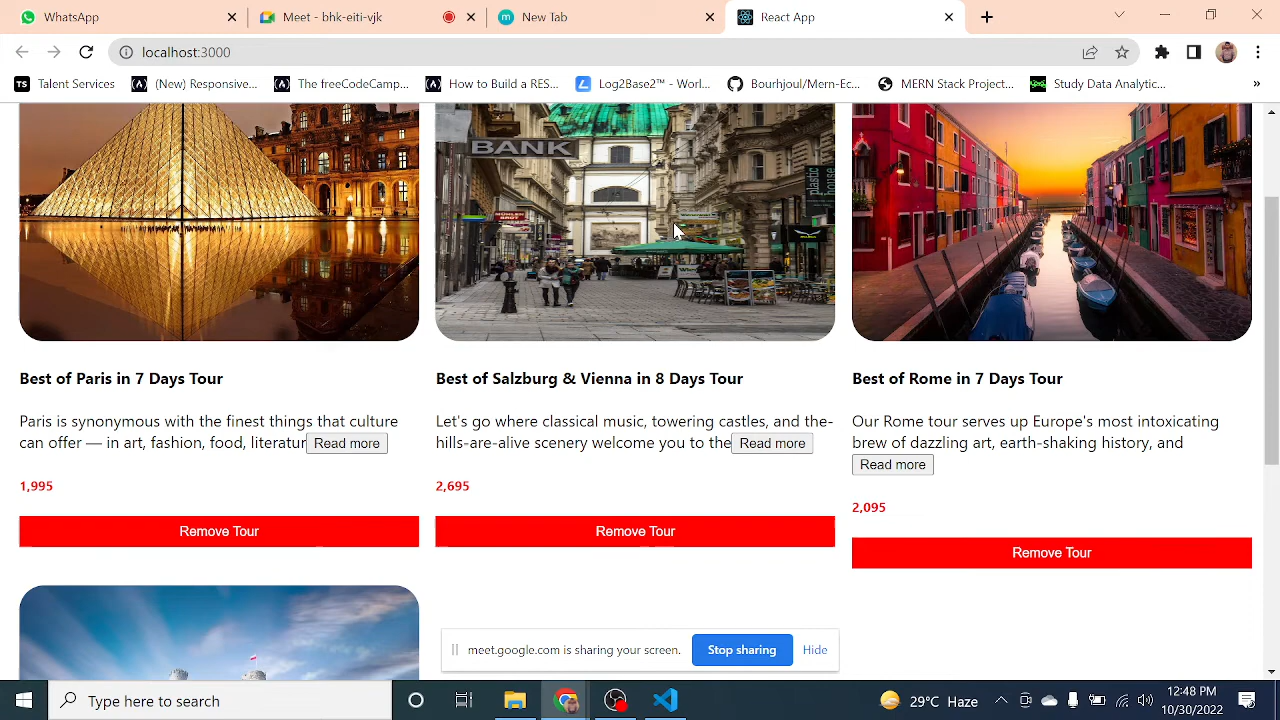 WhatsApp
Meet - bhk-eiti-vjk
New Tab
React App
localhost:3000
TS Talent Services
(New) Responsive...
The freeCodeCamp...
How to Build a RES...
Log2Base2™ - Worl...
Bourhjoul/Mern-Ec...
MERN Stack Project...
Study Data Analytic...
»
BANK
plastic
house
Best of Paris in 7 Days Tour
Paris is synonymous with the finest things that culture
can offer — in art, fashion, food, literatur Read more
1,995
Remove Tour
Best of Salzburg & Vienna in 8 Days Tour
Let's go where classical music, towering castles, and the-
hills-are-alive scenery welcome you to the Read more
2,695
Remove Tour
Best of Rome in 7 Days Tour
Our Rome tour serves up Europe's most intoxicating
brew of dazzling art, earth-shaking history, and
Read more
2,095
Remove Tour
meet.google.com is sharing your screen.
Stop sharing
Hide
Type here to search
29°C Haze
12:48 PM
10/30/2022